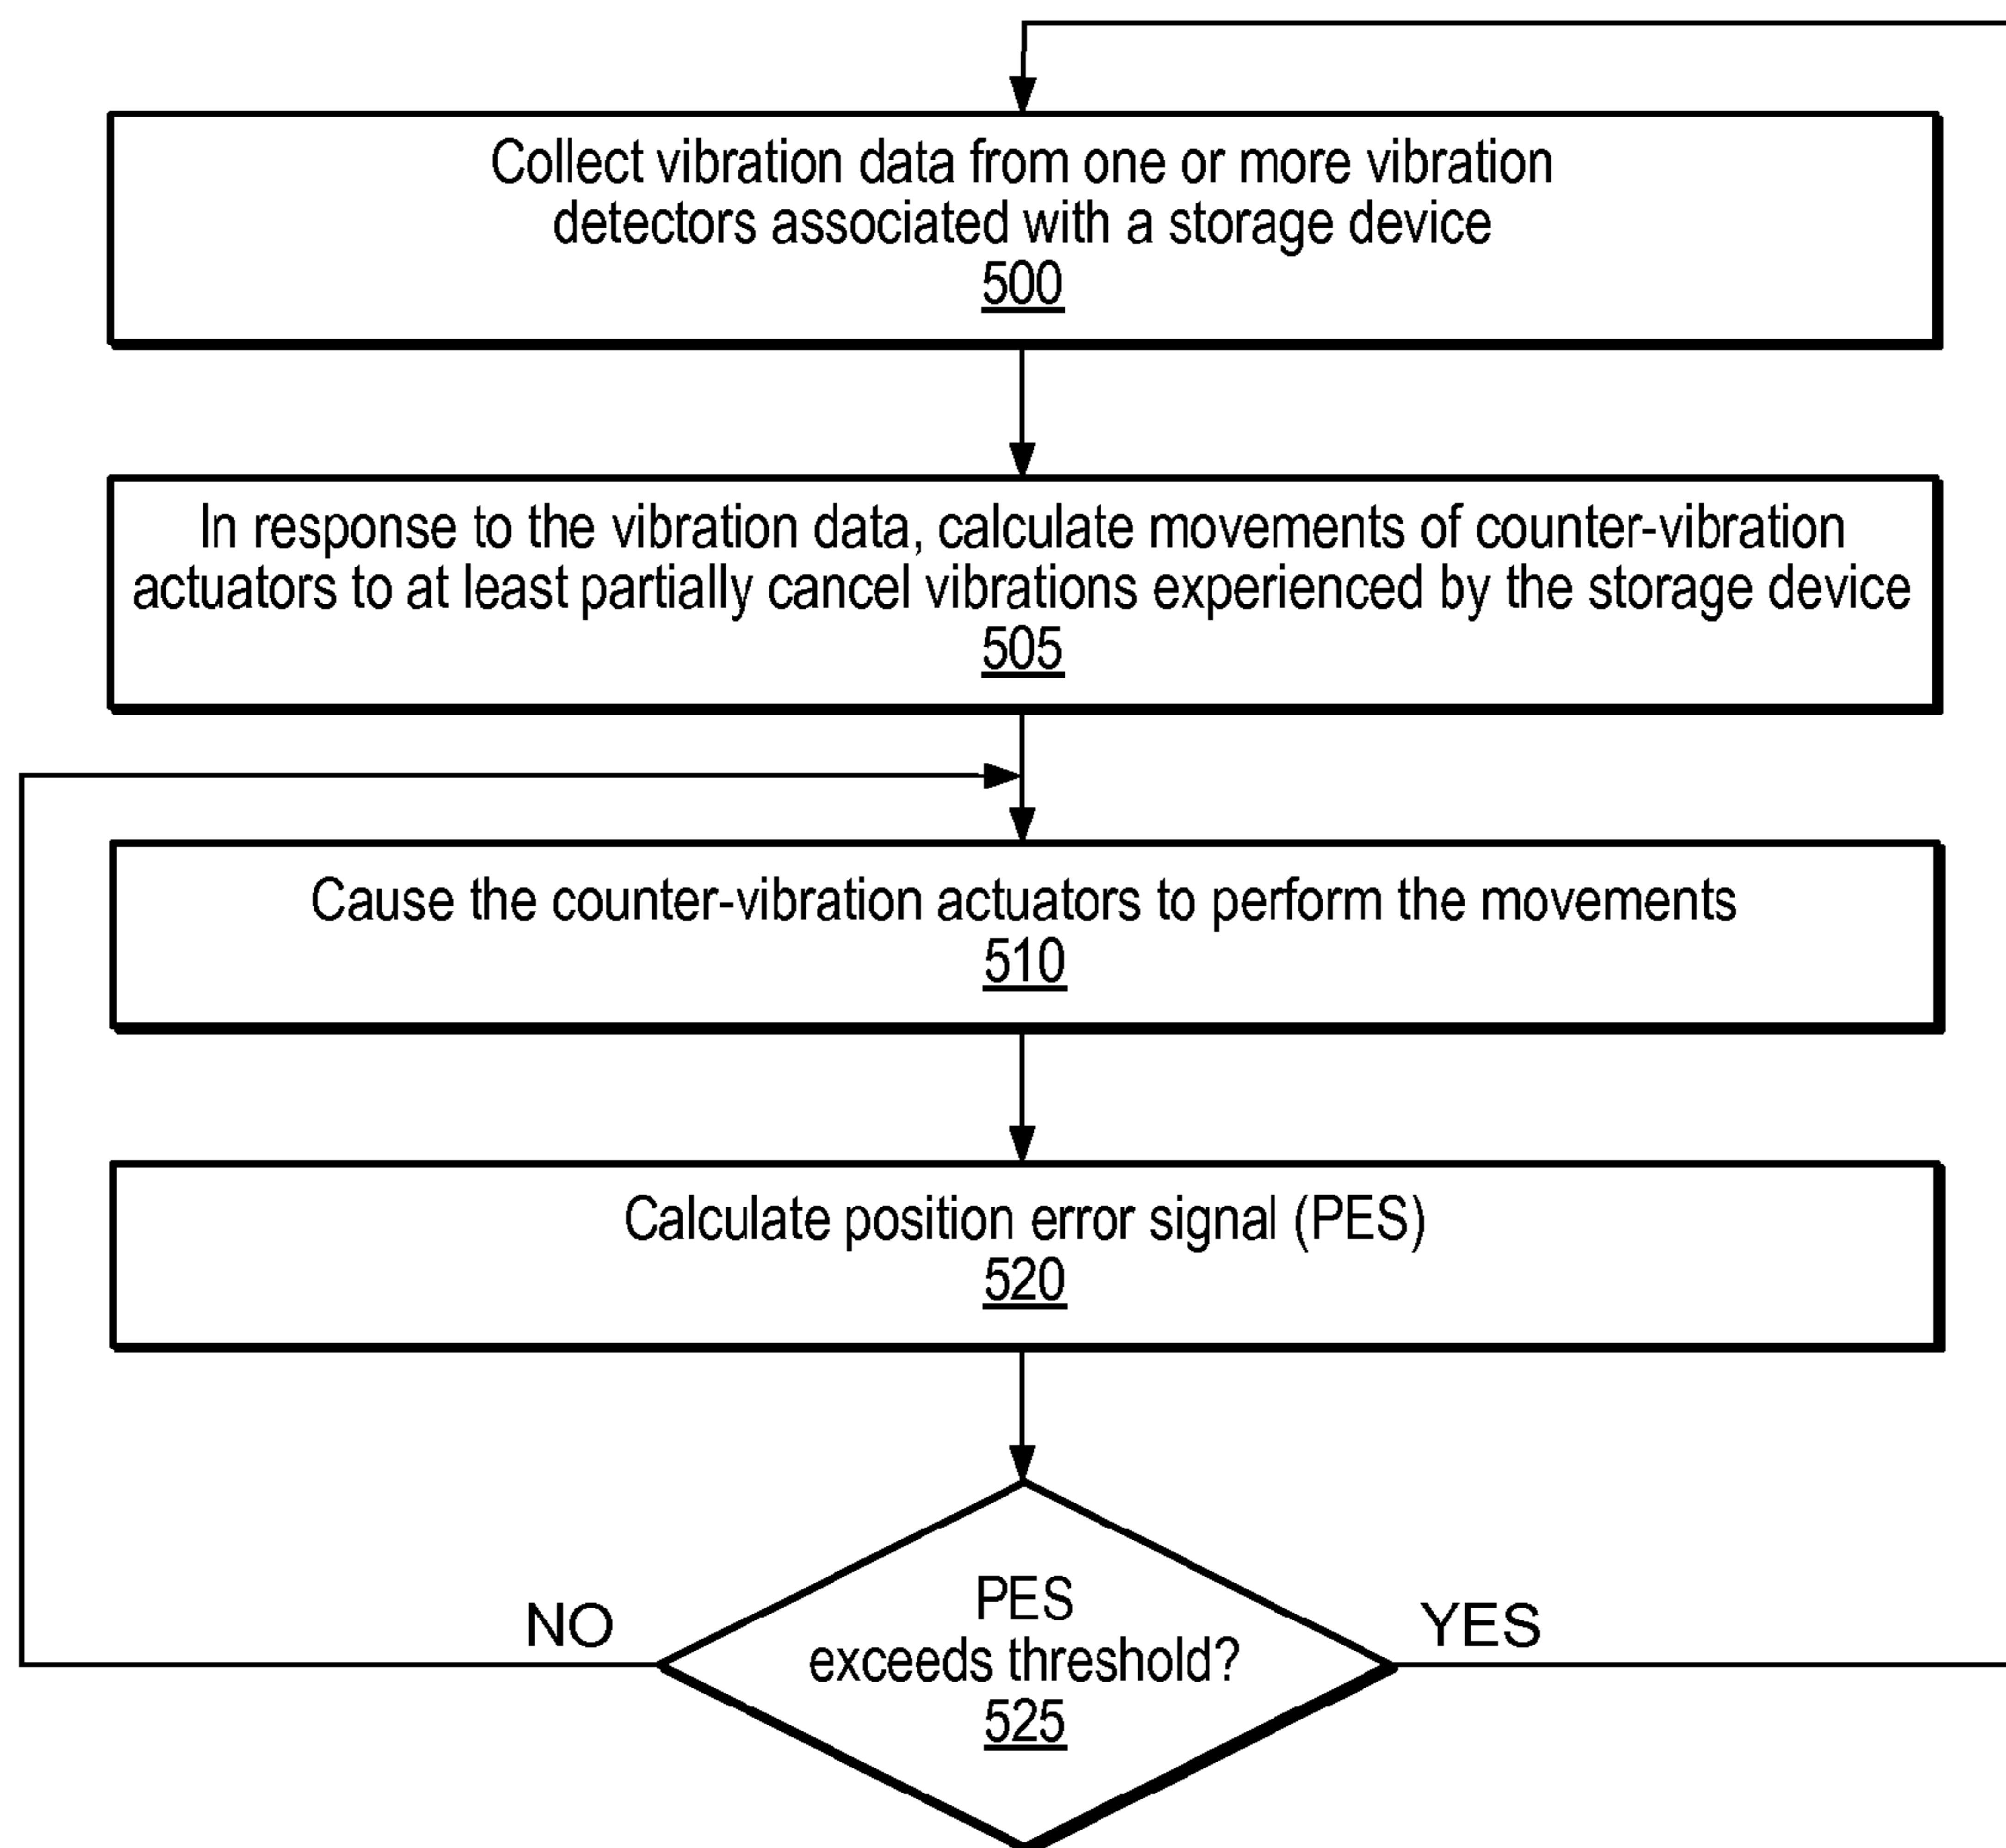 Collect vibration data from one or more vibration
detectors associated with a storage device
500
In response to the vibration data, calculate movements of counter-vibration
actuators to at least partially cancel vibrations experienced by the storage device
505
Cause the counter-vibration actuators to perform the movements
510
Calculate position error signal (PES)
520
NO
YES
PES
exceeds threshold?
525